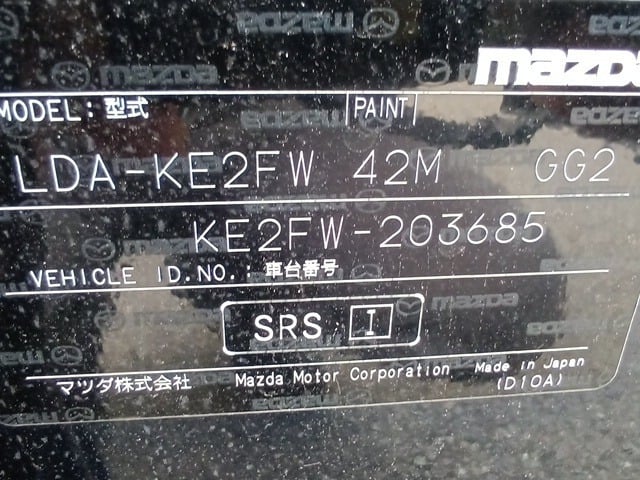 mazda
MODEL: 型式 PAINT
LDA-KE2FW 42M GG2
KE2FW-203685
VEHICLE ID.NO.: 車台番号
SRS I
マツダ株式会社 Mazda Motor Corporation Made in Japan
(D10A)